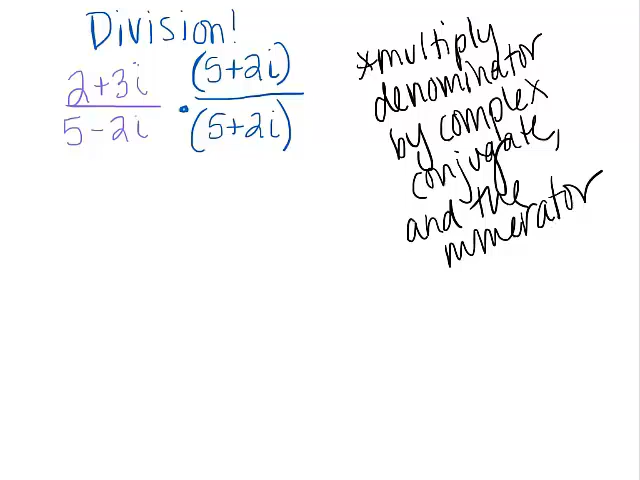 Division!
2+3i (5+2i)
5-2i · (5+2i)
*multiply
denominator
by complex
conjugate,
and the
numerator